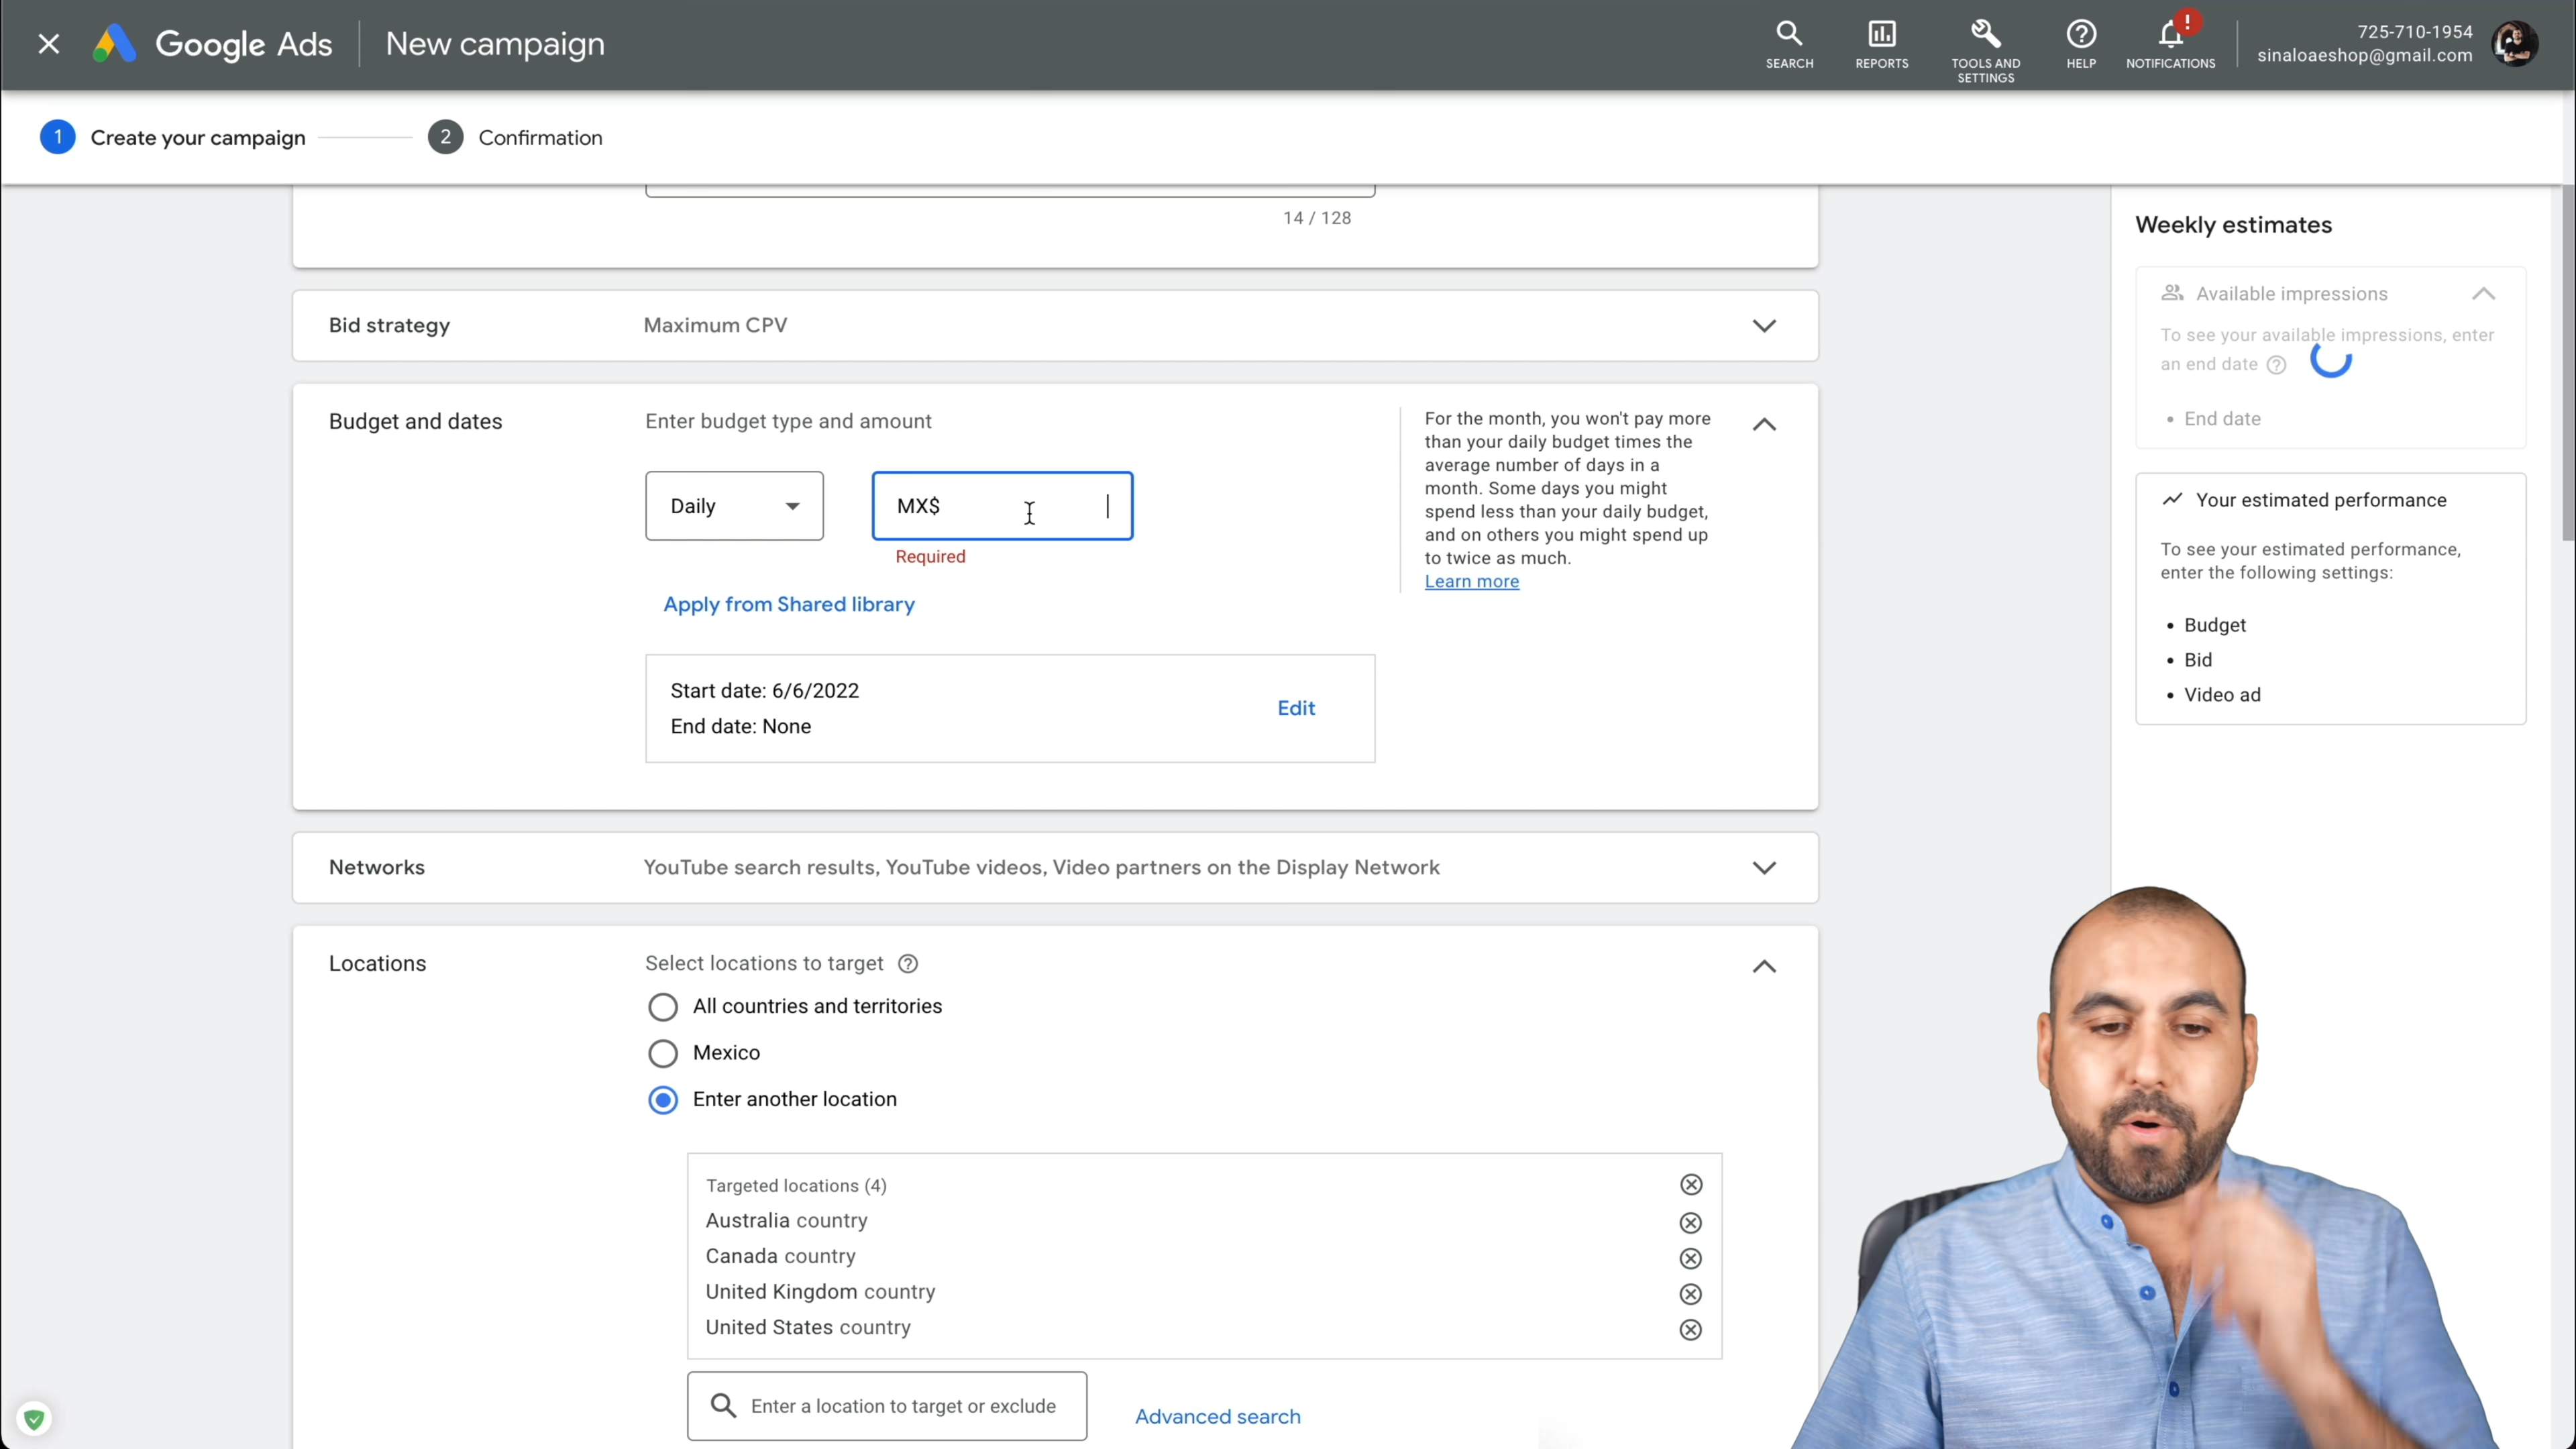 Google Ads
New campaign
SEARCH
REPORTS
TOOLS AND
SETTINGS
HELP
NOTIFICATIONS
!
725-710-1954
sinaloaeshop@gmail.com
1
Create your campaign
2
Confirmation
14 / 128
Bid strategy
Maximum CPV
Budget and dates
Enter budget type and amount
Daily
MX$
Required
Apply from Shared library
For the month, you won't pay more
than your daily budget times the
average number of days in a
month. Some days you might
spend less than your daily budget,
and on others you might spend up
to twice as much.
Learn more
Start date: 6/6/2022
End date: None
Edit
Networks
YouTube search results, YouTube videos, Video partners on the Display Network
Locations
Select locations to target
All countries and territories
Mexico
Enter another location
Targeted locations (4)
Australia country
Canada country
United Kingdom country
United States country
Enter a location to target or exclude
Advanced search
Weekly estimates
Available impressions
To see your available impressions, enter
an end date
• End date
Your estimated performance
To see your estimated performance,
enter the following settings:
• Budget
• Bid
• Video ad